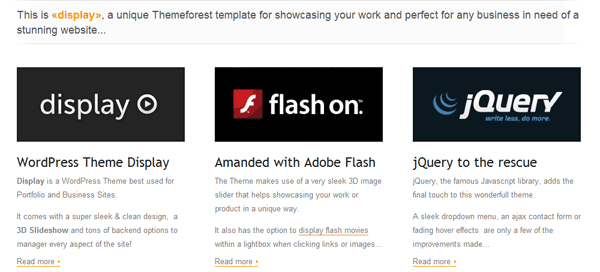 This is «display», a unique Themeforest template for showcasing your work and perfect for any business in need of a
stunning website...
display
WordPress Theme Display
Display is a WordPress Theme best used for
Portfolio and Business Sites.
It comes with a super sleek & clean design, a
3D Slideshow and tons of backend options to
manager every aspect of the site!
Read more
flash on.™
Amanded with Adobe Flash
The Theme makes use of a very sleek 3D image
slider that helps showcasing your work or
product in a unique way.
It also has the option to display flash movies
within a lightbox when clicking links or images...
Read more
jQuery
write less, do more.
jQuery to the rescue
jQuery, the famous Javascript library, adds the
final touch to this wonderfull theme.
A sleek dropdown menu, an ajax contact form or
fading hover effects are only a few of the
improvements made...
Read more